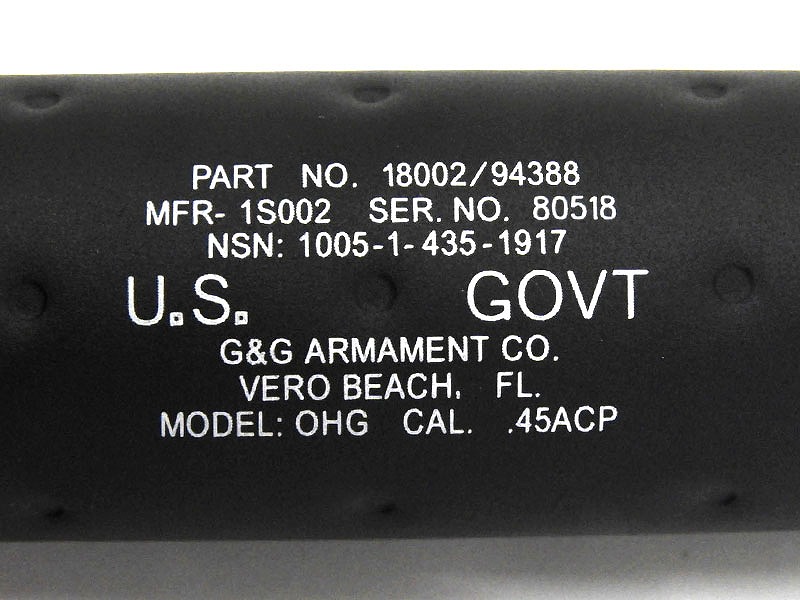 PART NO. 18002/94388
MFR- 1S002 SER. NO. 80518
NSN: 1005-1-435-1917
U.S. GOVT
G&G ARMAMENT CO.
VERO BEACH, FL.
MODEL: OHG CAL. .45ACP